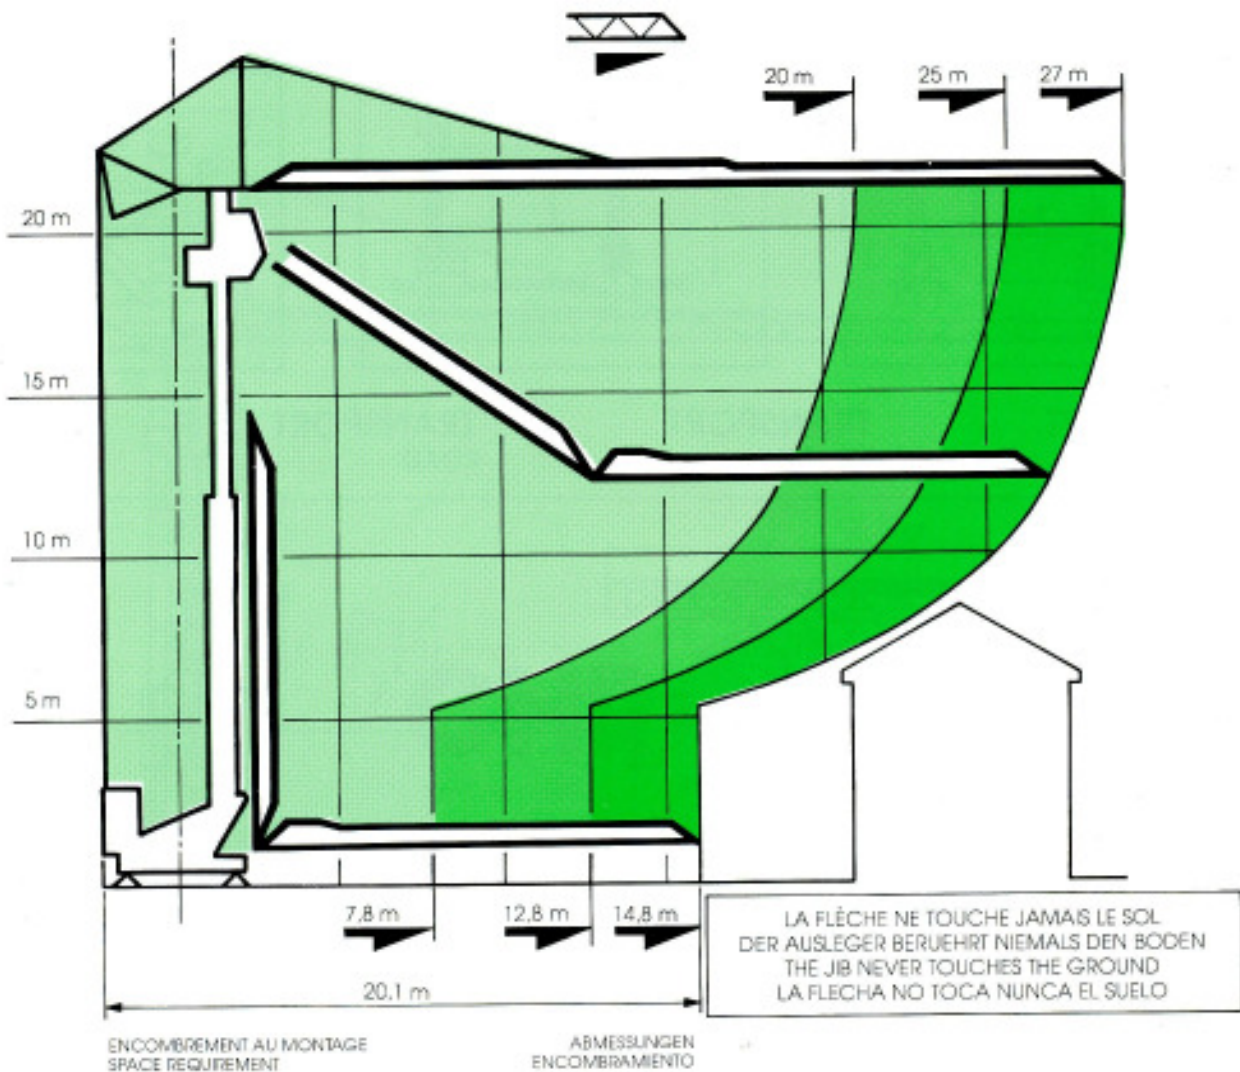 20 m
25 m
27 m
20 m
15 m
10 m
5 m
7,8 m
12,8 m
14,8 m
20,1 m
LA FLÈCHE NE TOUCHE JAMAIS LE SOL
DER AUSLEGER BERUEHRT NIEMALS DEN BODEN
THE JIB NEVER TOUCHES THE GROUND
LA FLECHA NO TOCA NUNCA EL SUELO
ENCOMBREMENT AU MONTAGE
SPACE REQUIREMENT
ABMESSUNGEN
ENCOMBRAMIENTO